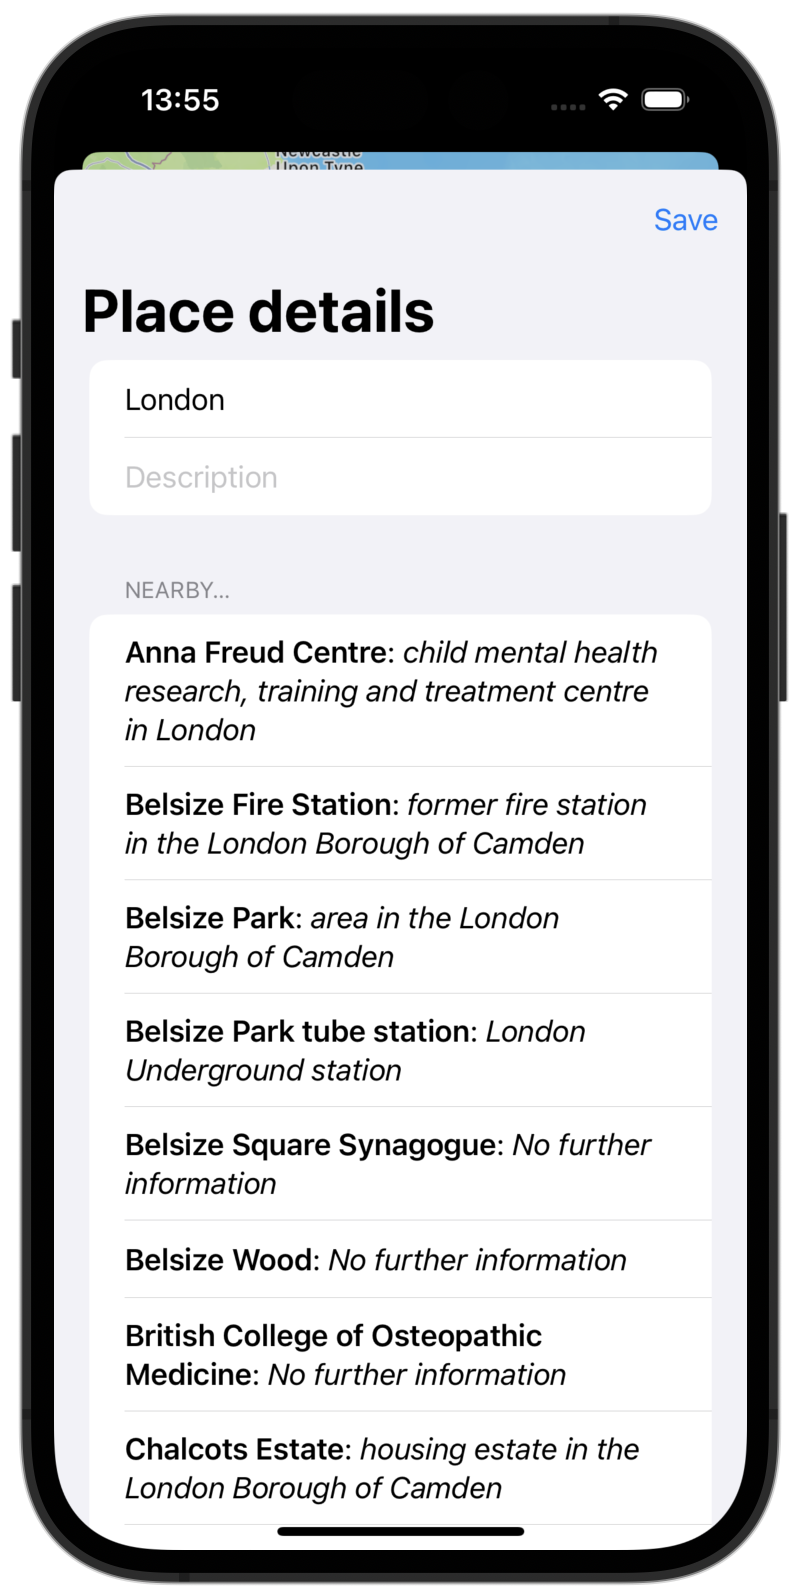 13:55
Newcastle
Upon Tyne
Save
Place details
London
Description
NEARBY...
Anna Freud Centre: child mental health
research, training and treatment centre
in London
Belsize Fire Station: former fire station
in the London Borough of Camden
Belsize Park: area in the London
Borough of Camden
Belsize Park tube station: London
Underground station
Belsize Square Synagogue: No further
information
Belsize Wood: No further information
British College of Osteopathic
Medicine: No further information
Chalcots Estate: housing estate in the
London Borough of Camden